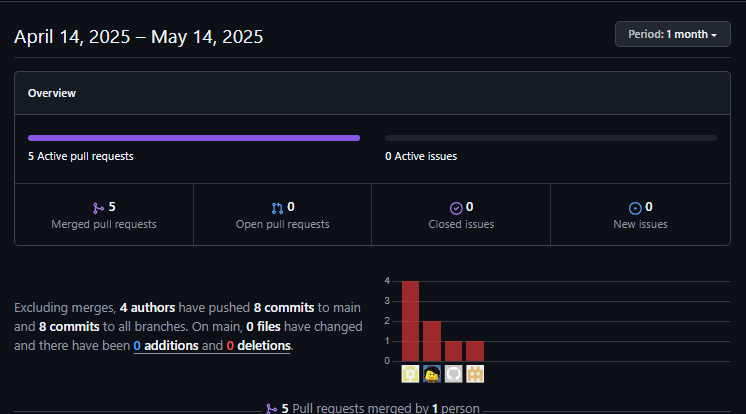 April 14, 2025 – May 14, 2025
Period: 1 month
Overview
5 Active pull requests
0 Active issues
5
Merged pull requests
0
Open pull requests
0
Closed issues
0
New issues
Excluding merges, 4 authors have pushed 8 commits to main
and 8 commits to all branches. On main, 0 files have changed
and there have been 0 additions and 0 deletions.
4
3
2
1
0
5 Pull requests merged by 1 person